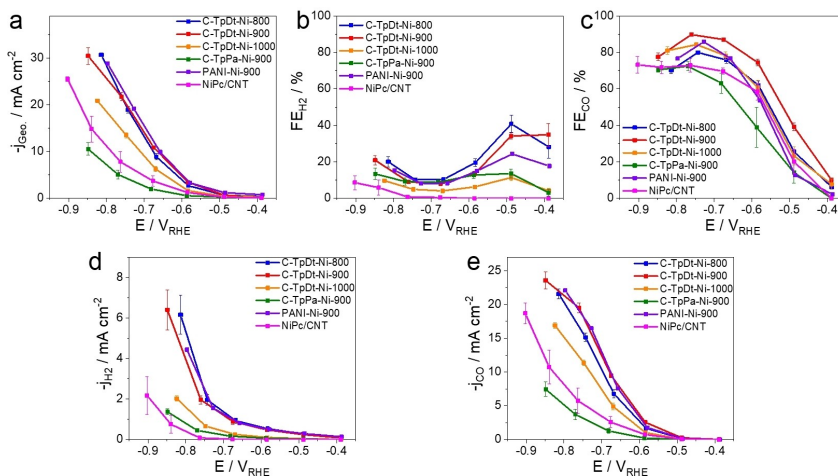 a
-j_Geo. / mA cm⁻²
30
20
10
0
C-TpDt-Ni-800
C-TpDt-Ni-900
C-TpDt-Ni-1000
C-TpPa-Ni-900
PANI-Ni-900
NiPc/CNT
-0.9 -0.8 -0.7 -0.6 -0.5 -0.4
E / V_RHE
b
FE_H2 / %
100
80
60
40
20
0
C-TpDt-Ni-800
C-TpDt-Ni-900
C-TpDt-Ni-1000
C-TpPa-Ni-900
PANI-Ni-900
NiPc/CNT
-0.9 -0.8 -0.7 -0.6 -0.5 -0.4
E / V_RHE
c
FE_CO / %
100
80
60
40
20
0
C-TpDt-Ni-800
C-TpDt-Ni-900
C-TpDt-Ni-1000
C-TpPa-Ni-900
PANI-Ni-900
NiPc/CNT
-0.9 -0.8 -0.7 -0.6 -0.5 -0.4
E / V_RHE
d
-j_H2 / mA cm⁻²
8
6
4
2
0
C-TpDt-Ni-800
C-TpDt-Ni-900
C-TpDt-Ni-1000
C-TpPa-Ni-900
PANI-Ni-900
NiPc/CNT
-0.9 -0.8 -0.7 -0.6 -0.5 -0.4
E / V_RHE
e
-j_CO / mA cm⁻²
25
20
15
10
5
0
C-TpDt-Ni-800
C-TpDt-Ni-900
C-TpDt-Ni-1000
C-TpPa-Ni-900
PANI-Ni-900
NiPc/CNT
-0.9 -0.8 -0.7 -0.6 -0.5 -0.4
E / V_RHE